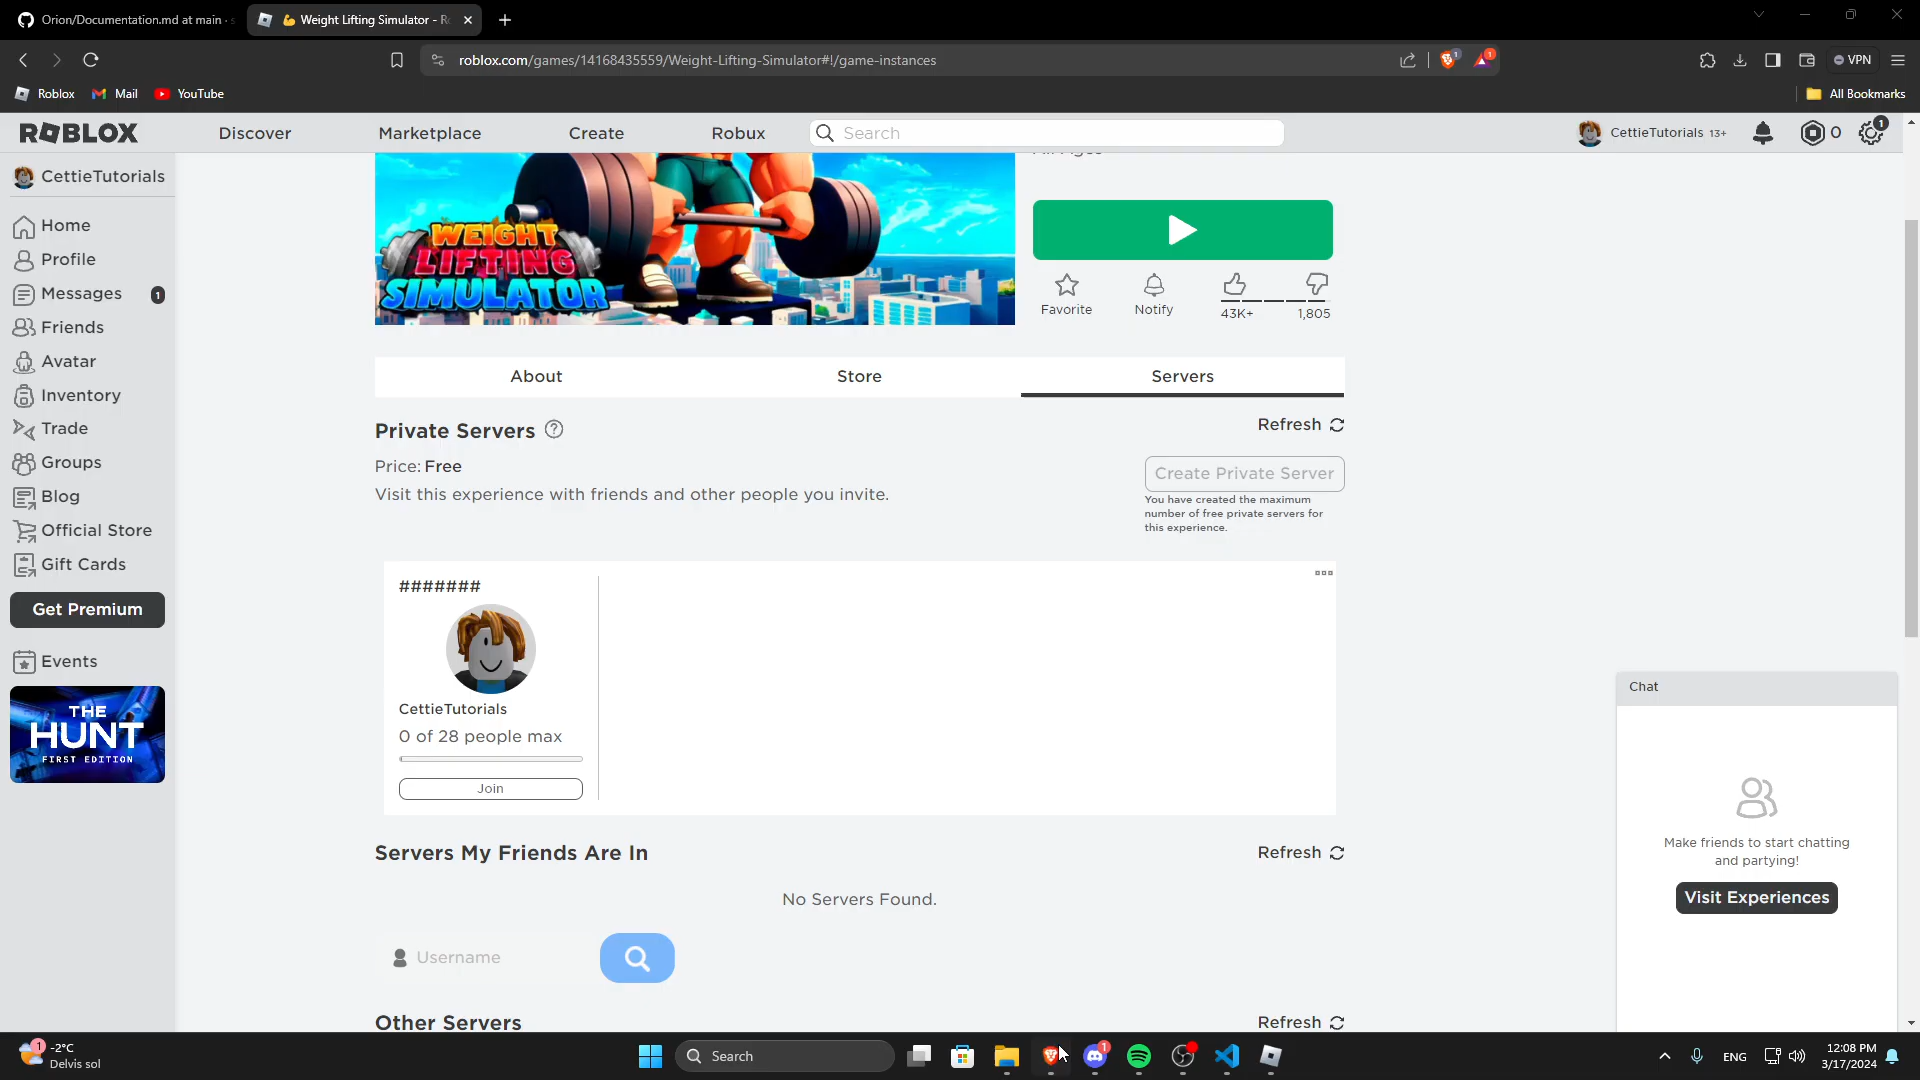 Orion/Documentation.md at main · s
💪 Weight Lifting Simulator - Ro
roblox.com/games/14168435559/Weight-Lifting-Simulator#!/game-instances
1
1
VPN
Roblox
Mail
YouTube
All Bookmarks
ROBLOX
Discover
Marketplace
Create
Robux
Search
CettieTutorials 13+
0
1
CettieTutorials
Home
Profile
Messages 1
Friends
Avatar
Inventory
Trade
Groups
Blog
Official Store
Gift Cards
Get Premium
Events
THE
HUNT
FIRST EDITION
WEIGHT
LIFTING
SIMULATOR
Favorite
Notify
43K+
1,805
About
Store
Servers
Private Servers
Refresh
Price: Free
Visit this experience with friends and other people you invite.
Create Private Server
You have created the maximum
number of free private servers for
this experience.
#######
CettieTutorials
0 of 28 people max
Join
Servers My Friends Are In
Refresh
No Servers Found.
Username
Other Servers
Refresh
Chat
Make friends to start chatting
and partying!
Visit Experiences
1
-2°C
Delvis sol
Search
1
ENG
12:08 PM
3/17/2024